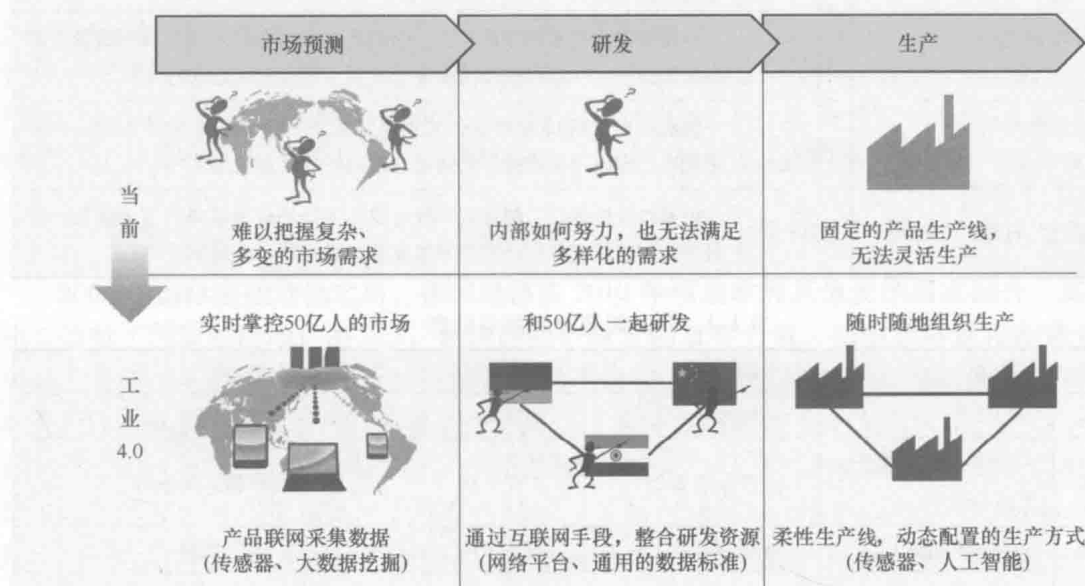 市场预测
研发
生产
当
前
难以把握复杂、
多变的市场需求
内部如何努力，也无法满足
多样化的需求
固定的产品生产线，
无法灵活生产
工
业
4.0
实时掌控50亿人的市场
和50亿人一起研发
随时随地组织生产
产品联网采集数据
(传感器、大数据挖掘)
通过互联网手段，整合研发资源
(网络平台、通用的数据标准)
柔性生产线，动态配置的生产方式
(传感器、人工智能)